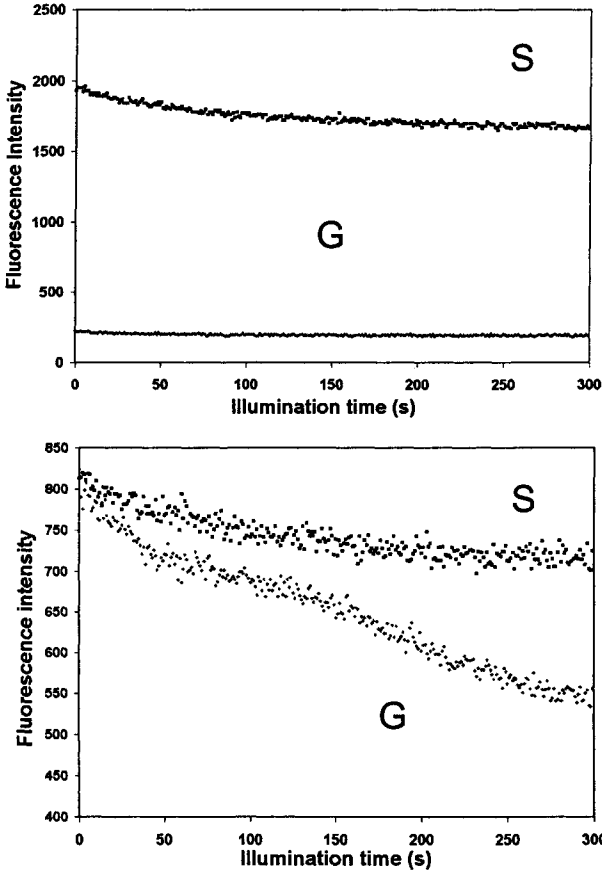 2500
2000
1500
1000
500
0
Fluorescence Intensity
S
G
0 50 100 150 200 250 300
Illumination time (s)
850
800
750
700
650
600
550
500
450
400
Fluorescence intensity
S
G
0 50 100 150 200 250 300
Illumination time (s)